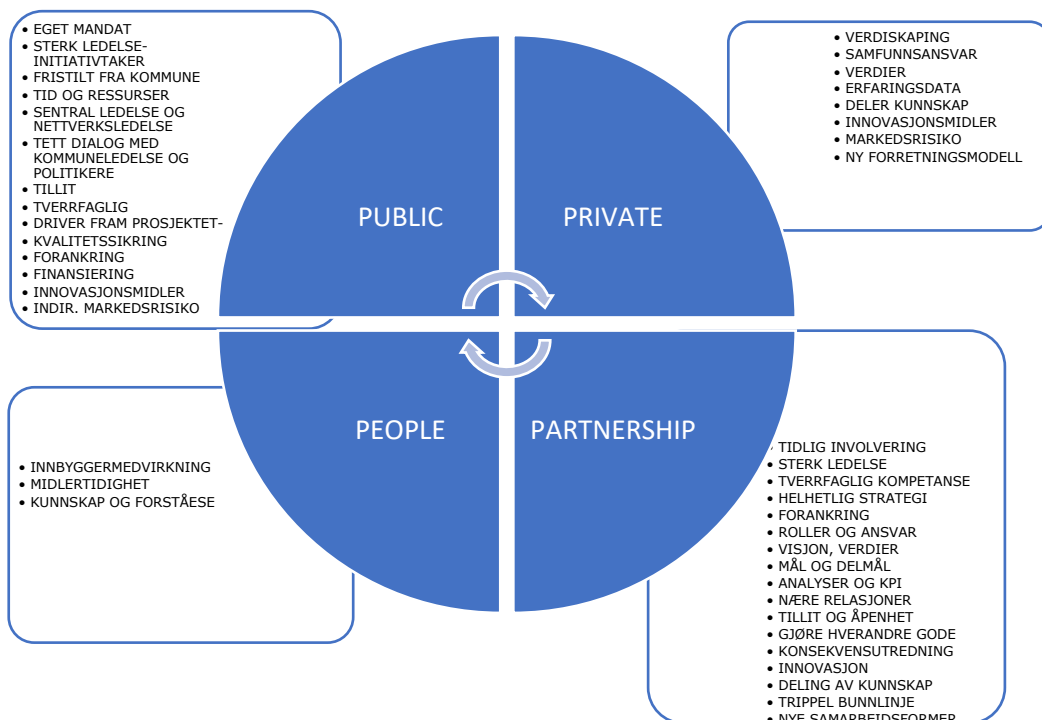 • EGET MANDAT
• STERK LEDELSE-
INITIATIVTAKER
• FRISTILT FRA KOMMUNE
• TID OG RESSURSER
• SENTRAL LEDELSE OG
NETTVERKSLEDELSE
• TETT DIALOG MED
KOMMUNELEDELSE OG
POLITIKERE
• TILLIT
• TVERRFAGLIG
• DRIVER FRAM PROSJEKTET-
• KVALITETSSIKRING
• FORANKRING
• FINANSIERING
• INNOVASJONSMIDLER
• INDIR. MARKEDSRISIKO
PUBLIC
PRIVATE
• VERDISKAPING
• SAMFUNNSANSVAR
• VERDIER
• ERFARINGSDATA
• DELER KUNNSKAP
• INNOVASJONSMIDLER
• MARKEDSRISIKO
• NY FORRETNINGSMODELL
PEOPLE
• INNBYGGERMEDVIRKNING
• MIDLERTIDIGHET
• KUNNSKAP OG FORSTÅESE
PARTNERSHIP
• TIDLIG INVOLVERING
• STERK LEDELSE
• TVERRFAGLIG KOMPETANSE
• HELHETLIG STRATEGI
• FORANKRING
• ROLLER OG ANSVAR
• VISJON, VERDIER
• MÅL OG DELMÅL
• ANALYSER OG KPI
• NÆRE RELASJONER
• TILLIT OG ÅPENHET
• GJØRE HVERANDRE GODE
• KONSEKVENSUTREDNING
• INNOVASJON
• DELING AV KUNNSKAP
• TRIPPEL BUNNLINJE
• NYE SAMARBEIDSFORMER